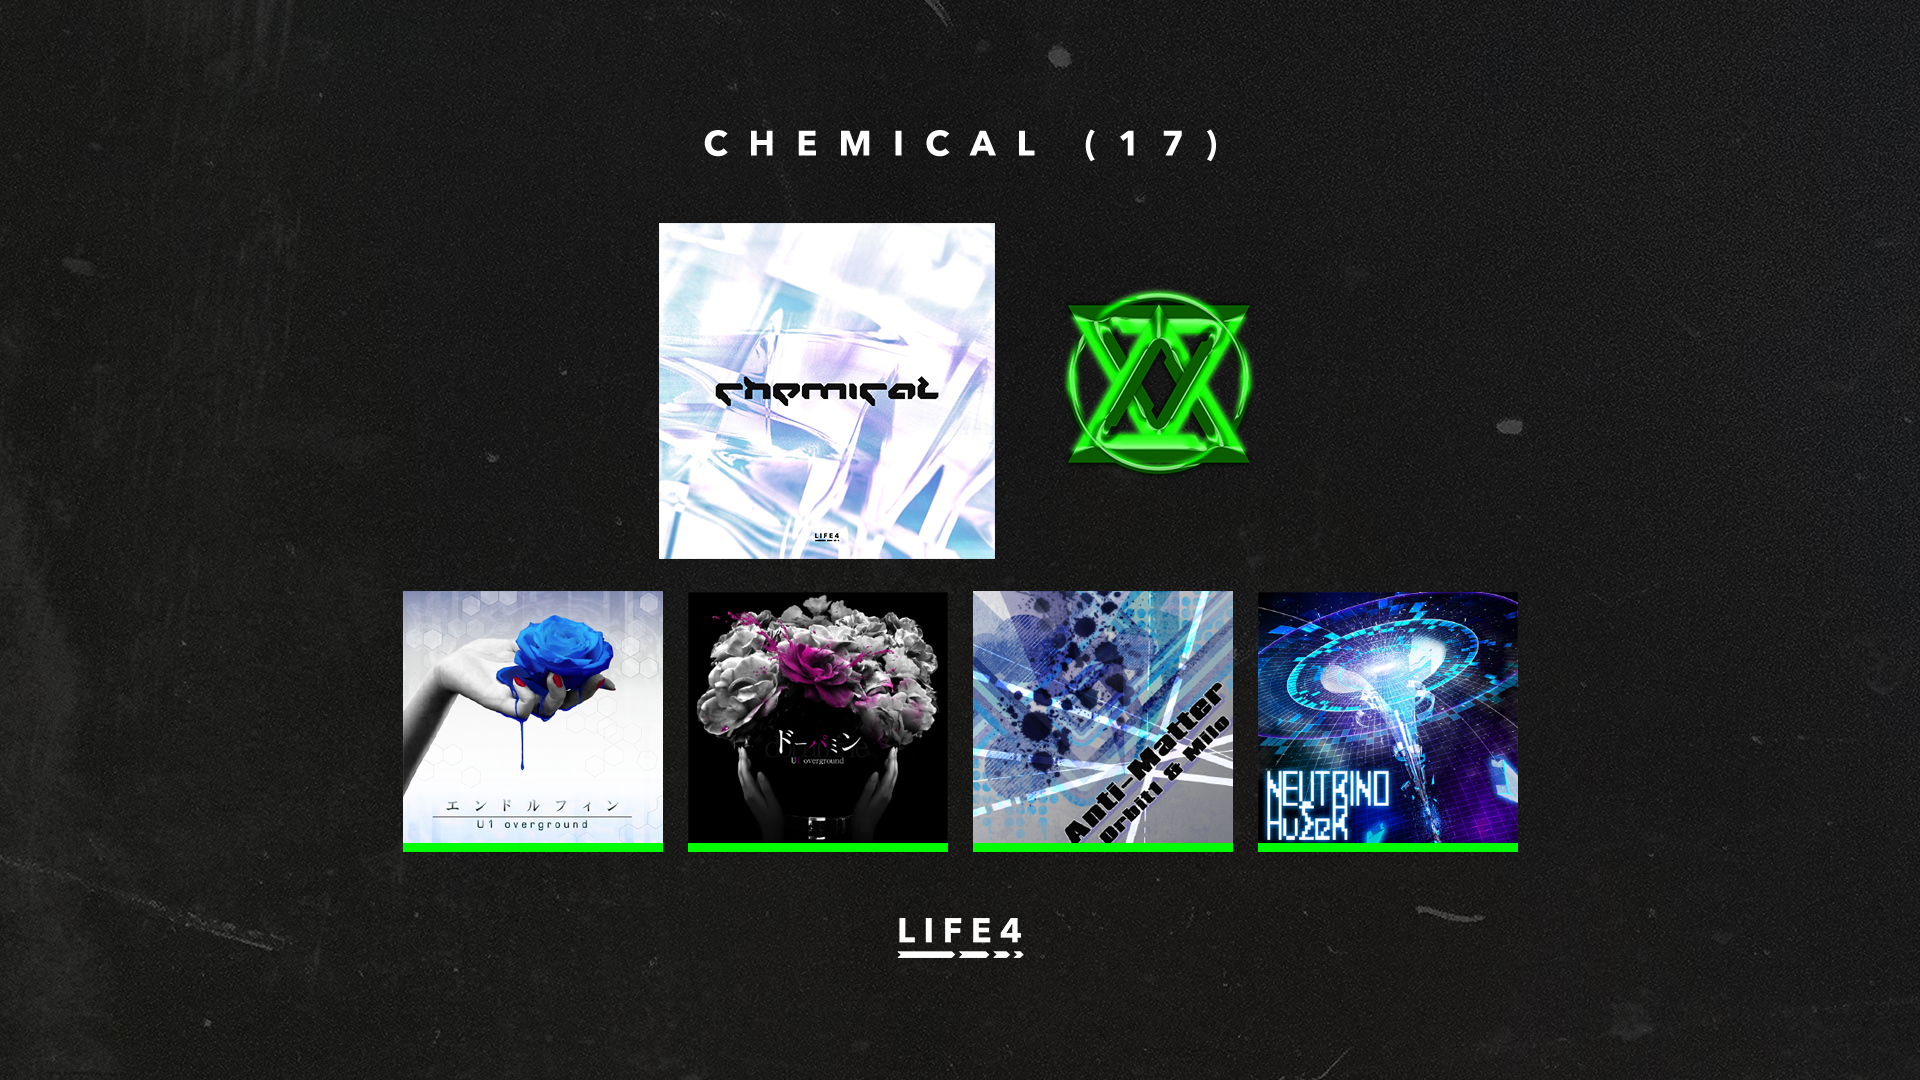 CHEMICAL (17)
chemical
LIFE4
エンドルフィン
U1 overground
ドーパミン
U1 overground
Anti-Matter
Orbit1 & Milo
NEUTRINO
LIFE4